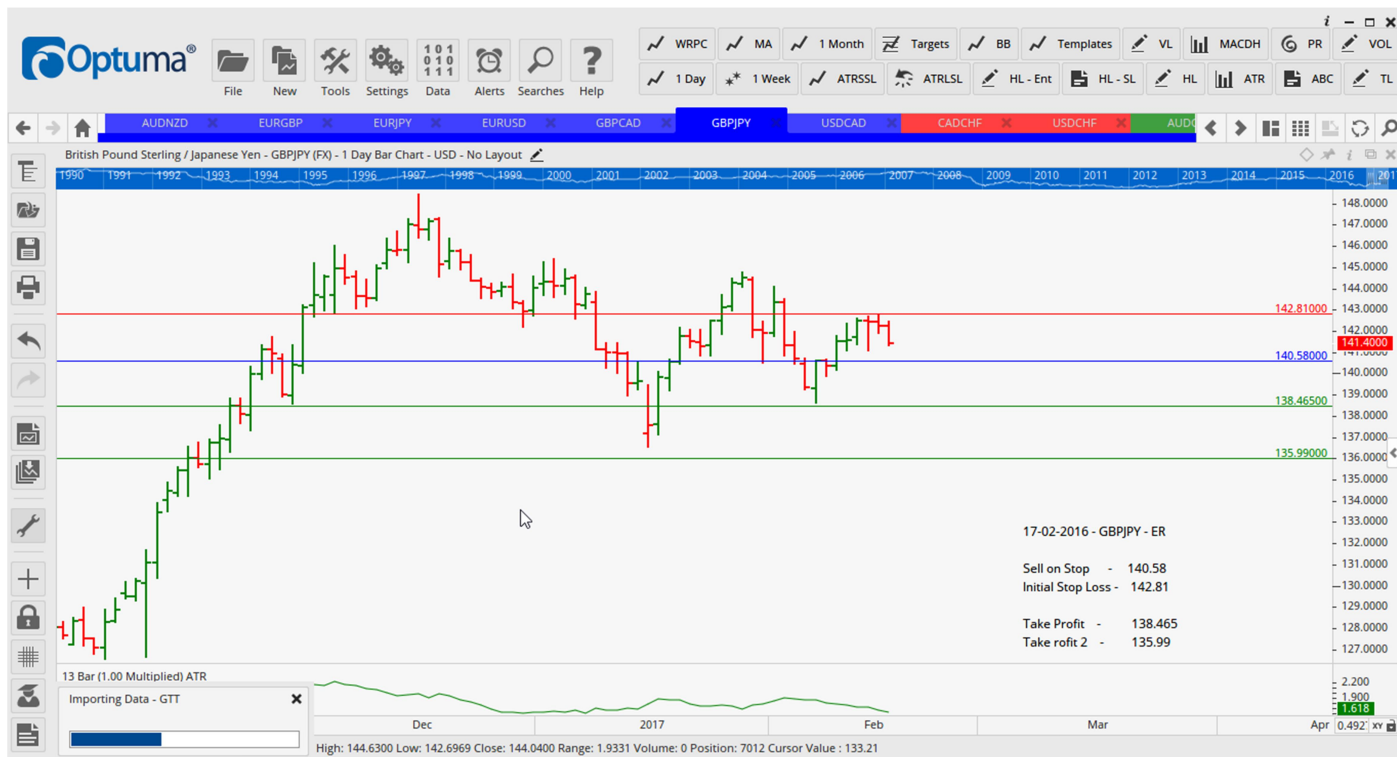 Optuma®
File New Tools Settings Data Alerts Searches Help
101
010
111
WRPC MA 1 Month Targets BB Templates VL MACDH PR VOL
1 Day 1 Week ATRSSL ATRLSL HL - Ent HL - SL HL ATR ABC TL
AUDNZD EURGBP EURJPY EURUSD GBPCAD GBPJPY USDCAD CADCHF USDCHF
British Pound Sterling / Japanese Yen - GBPJPY (FX) - 1 Day Bar Chart - USD - No Layout
1990 1991 1992 1993 1994 1995 1996 1997 1998 1999 2000 2001 2002 2003 2004 2005 2006 2007 2008 2009 2010 2011 2012 2013 2014 2015 2016 201
148.0000
147.0000
146.0000
145.0000
144.0000
142.81000 143.0000
142.0000
141.4000
141.0000
140.58000
140.0000
139.0000
138.46500
138.0000
137.0000
135.99000 136.0000
135.0000
134.0000
133.0000
132.0000
131.0000
130.0000
129.0000
128.0000
127.0000
17-02-2016 - GBPJPY - ER
Sell on Stop - 140.58
Initial Stop Loss - 142.81
Take Profit - 138.465
Take rofit 2 - 135.99
13 Bar (1.00 Multiplied) ATR
2.200
1.900
1.618
Importing Data - GTT
Dec 2017 Feb Mar Apr 0.492 XY
High: 144.6300 Low: 142.6969 Close: 144.0400 Range: 1.9331 Volume: 0 Position: 7012 Cursor Value : 133.21